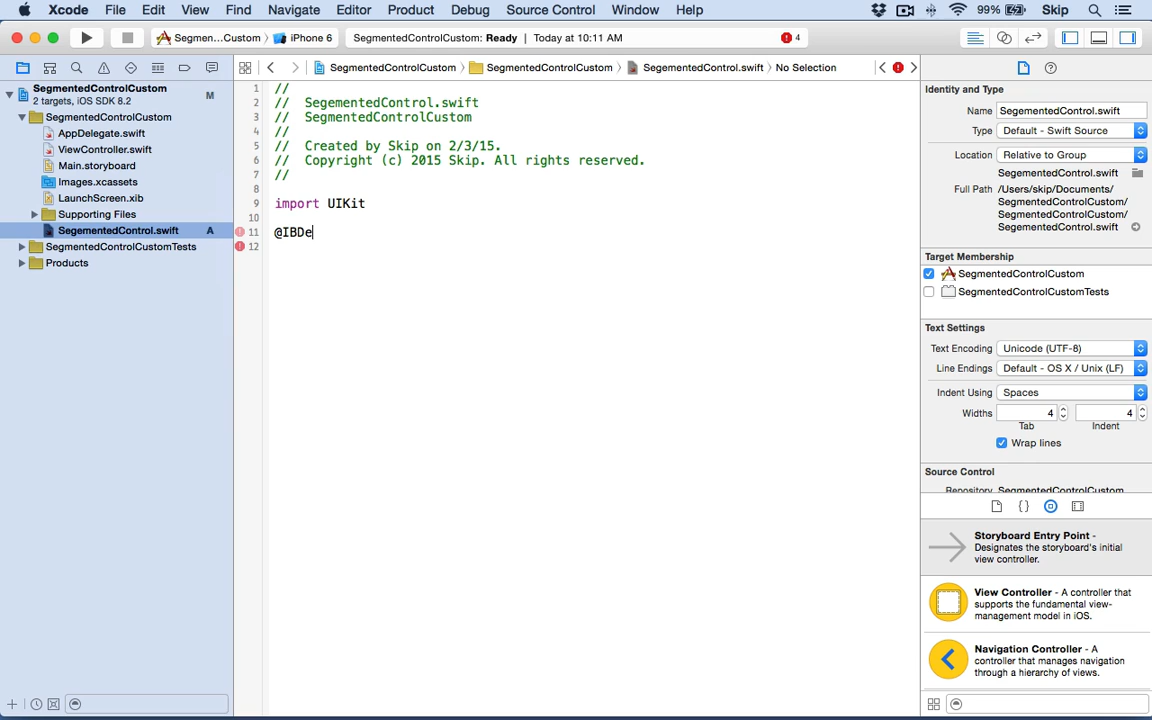 Xcode File Edit View Find Navigate Editor Product Debug Source Control Window Help 99% Skip
Segmen...Custom iPhone 6 SegmentedControlCustom: Ready Today at 10:11 AM 4
SegmentedControlCustom SegmentedControlCustom SegementedControl.swift No Selection
SegmentedControlCustom M
2 targets, iOS SDK 8.2
SegmentedControlCustom
AppDelegate.swift
ViewController.swift
Main.storyboard
Images.xcassets
LaunchScreen.xib
Supporting Files
SegementedControl.swift A
SegmentedControlCustomTests
Products
1 //
2 // SegementedControl.swift
3 // SegmentedControlCustom
4 //
5 // Created by Skip on 2/3/15.
6 // Copyright (c) 2015 Skip. All rights reserved.
7 //
8
9 import UIKit
10
11 @IBDe
12
Identity and Type
Name SegementedControl.swift
Type Default - Swift Source
Location Relative to Group
SegementedControl.swift
Full Path /Users/skip/Documents/
SegmentedControlCustom/
SegmentedControlCustom/
SegementedControl.swift
Target Membership
SegmentedControlCustom
SegmentedControlCustomTests
Text Settings
Text Encoding Unicode (UTF-8)
Line Endings Default - OS X / Unix (LF)
Indent Using Spaces
Widths 4 4
Tab Indent
Wrap lines
Source Control
Repository SegmentedControlCustom
Storyboard Entry Point -
Designates the storyboard's initial
view controller.
View Controller - A controller that
supports the fundamental view-
management model in iOS.
Navigation Controller - A
controller that manages navigation
through a hierarchy of views.